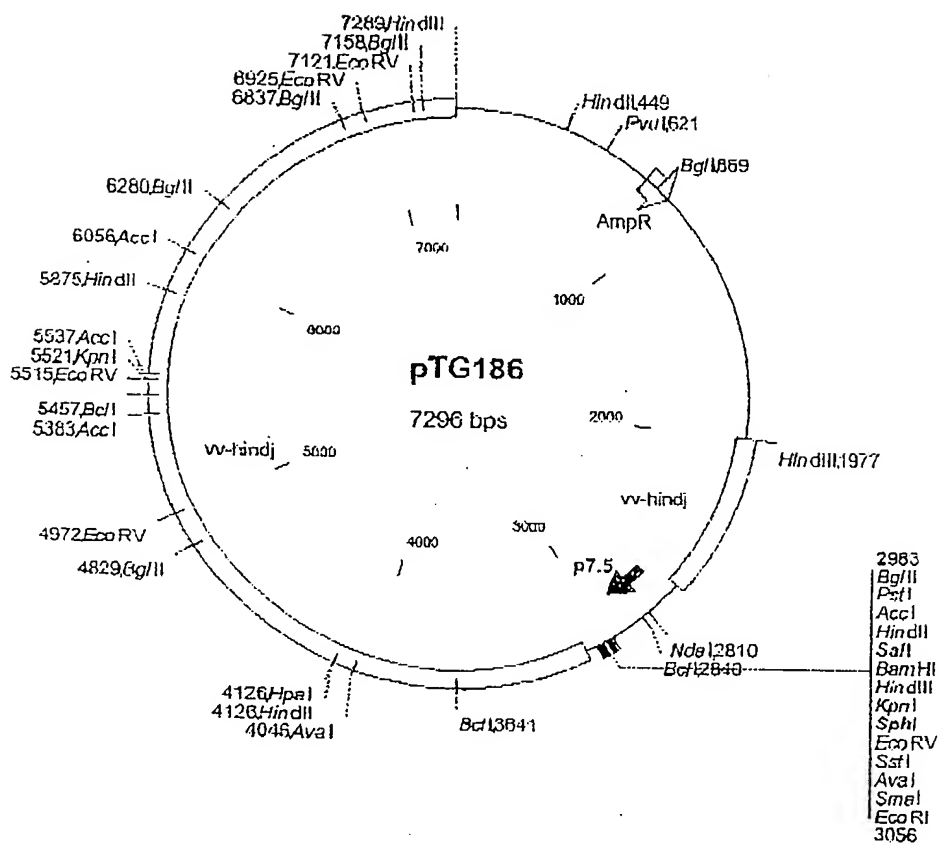 7289,HindIII
7158,BglII
7121,EcoRV
6925,EcoRV
6837,BglII
HindII,449
PvuI,621
BglI,869
AmpR
6280,BglII
6056,AccI
5875,HindII
7000
1000
6000
5537,AccI
5521,KpnI
5515,EcoRV
5457,BclI
5383,AccI
pTG186
7296 bps
2000
HindIII,1977
vv-hindj
5000
vv-hindj
4972,EcoRV
4829,BglII
4000
3000
p7.5
NdeI,2810
BclI,2840
4126,HpaI
4126,HindII
4046,AvaI
BclI,3641
2983
BglII
PstI
AccI
HindII
SalI
BamHI
HindIII
KpnI
SphI
EcoRV
SstI
AvaI
SmaI
EcoRI
3056